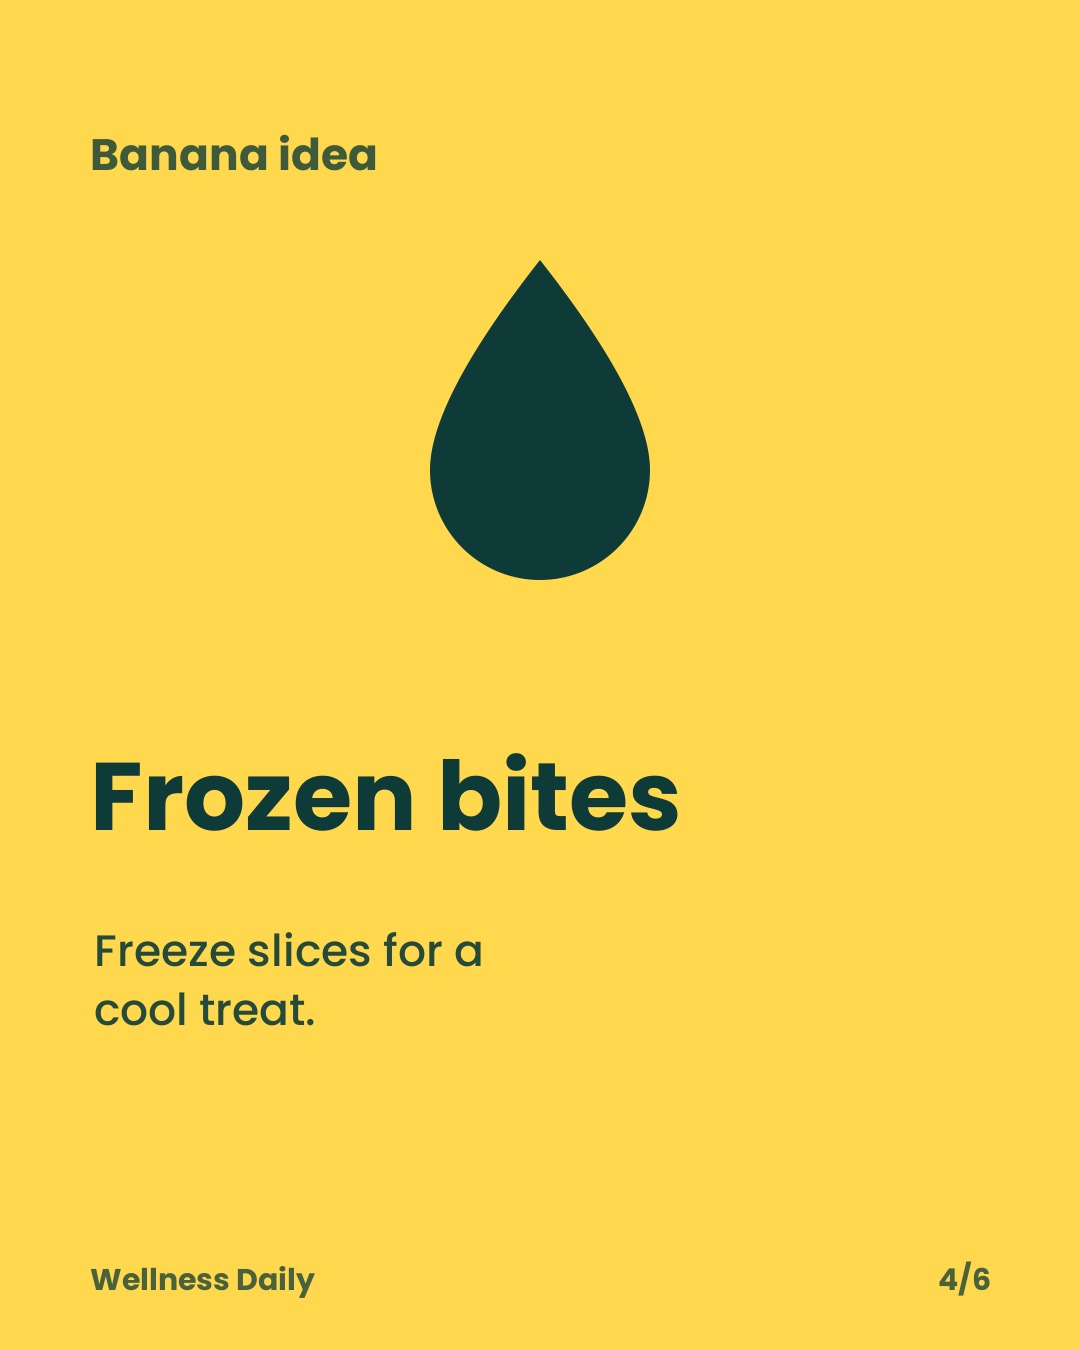 Banana idea
Frozen bites
Freeze slices for a
cool treat.
Wellness Daily
4/6